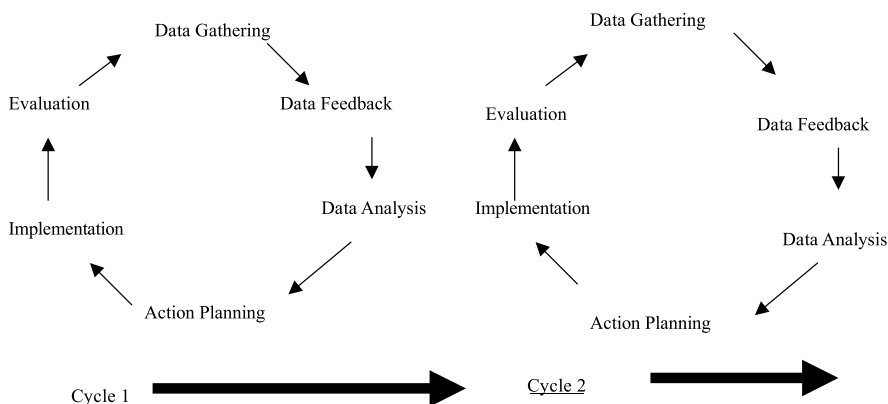 Data Gathering
Data Feedback
Data Analysis
Action Planning
Implementation
Evaluation
Cycle 1
Data Gathering
Data Feedback
Data Analysis
Action Planning
Implementation
Evaluation
Cycle 2